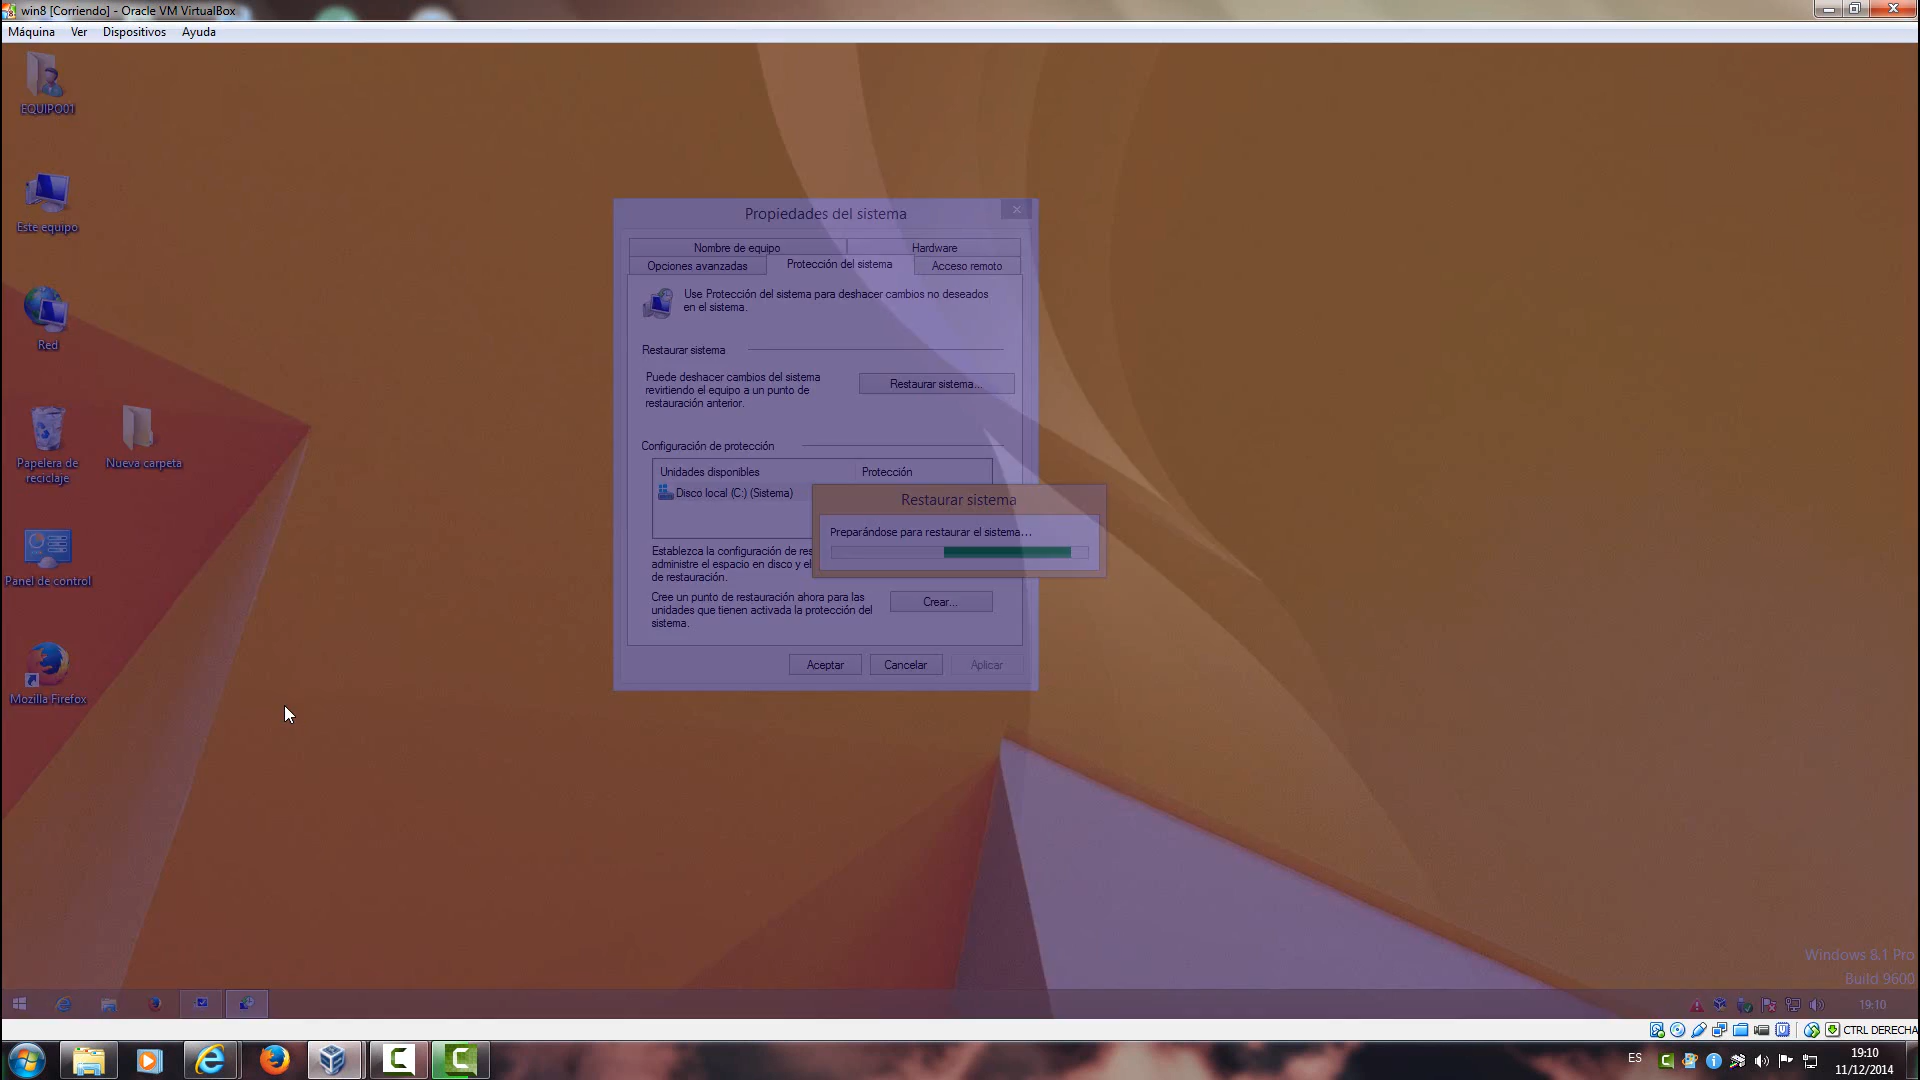 win8 [Corriendo] - Oracle VM VirtualBox
Máquina Ver Dispositivos Ayuda
EQUIPO01
Este equipo
Red
Papelera de
reciclaje
Nueva carpeta
Panel de control
Mozilla Firefox
Propiedades del sistema
Nombre de equipo
Hardware
Opciones avanzadas
Protección del sistema
Acceso remoto
Use Protección del sistema para deshacer cambios no deseados
en el sistema.
Restaurar sistema
Puede deshacer cambios del sistema
revirtiendo el equipo a un punto de
restauración anterior.
Restaurar sistema...
Configuración de protección
Unidades disponibles
Protección
Disco local (C:) (Sistema)
Restaurar sistema
Preparándose para restaurar el sistema...
Establezca la configuración de res
administre el espacio en disco y el
de restauración.
Cree un punto de restauración ahora para las
unidades que tienen activada la protección del
sistema.
Crear...
Aceptar
Cancelar
Aplicar
Windows 8.1 Pro
Build 9600
19:10
CTRL DERECHA
ES
19:10
11/12/2014